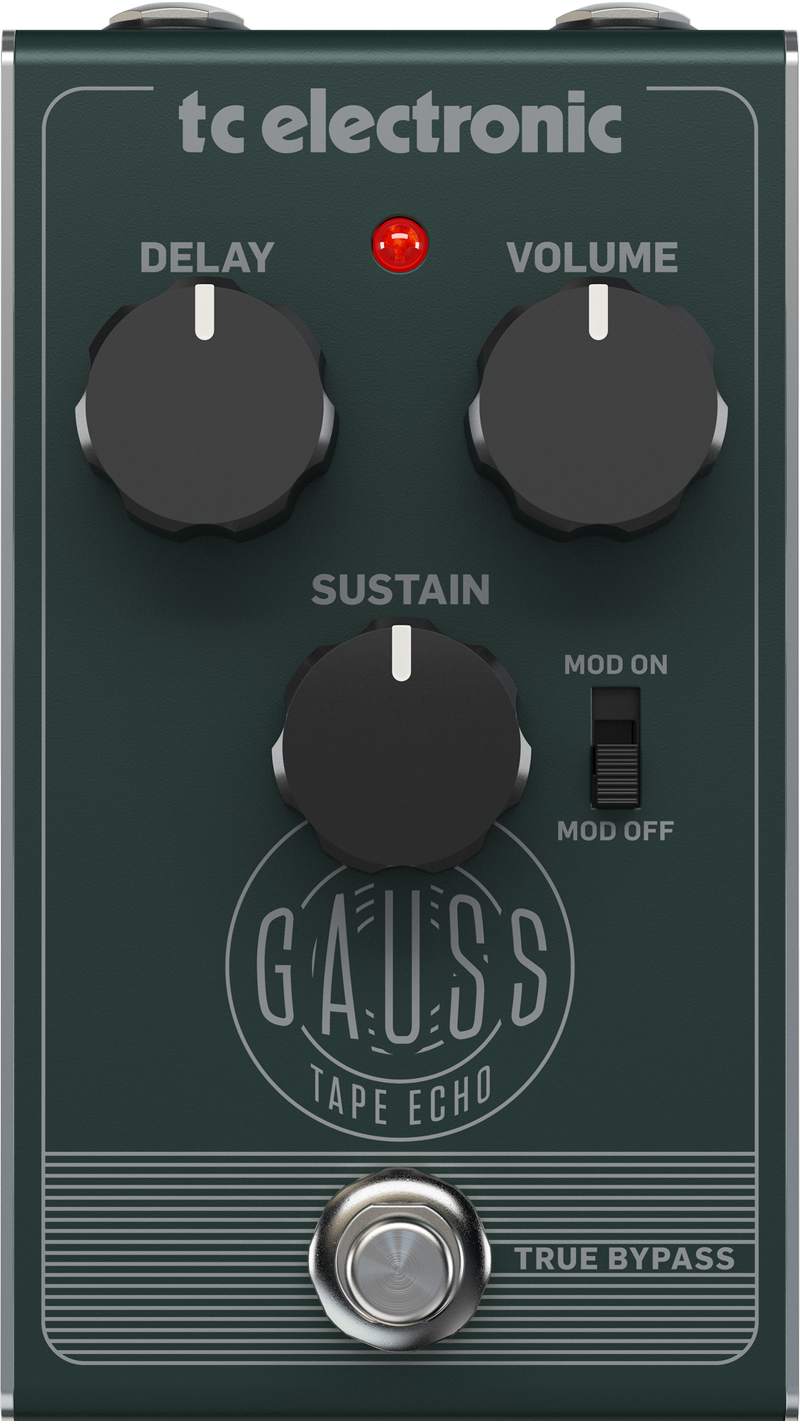 tc electronic
DELAY
VOLUME
SUSTAIN
MOD ON
MOD OFF
GAUSS
TAPE ECHO
TRUE BYPASS